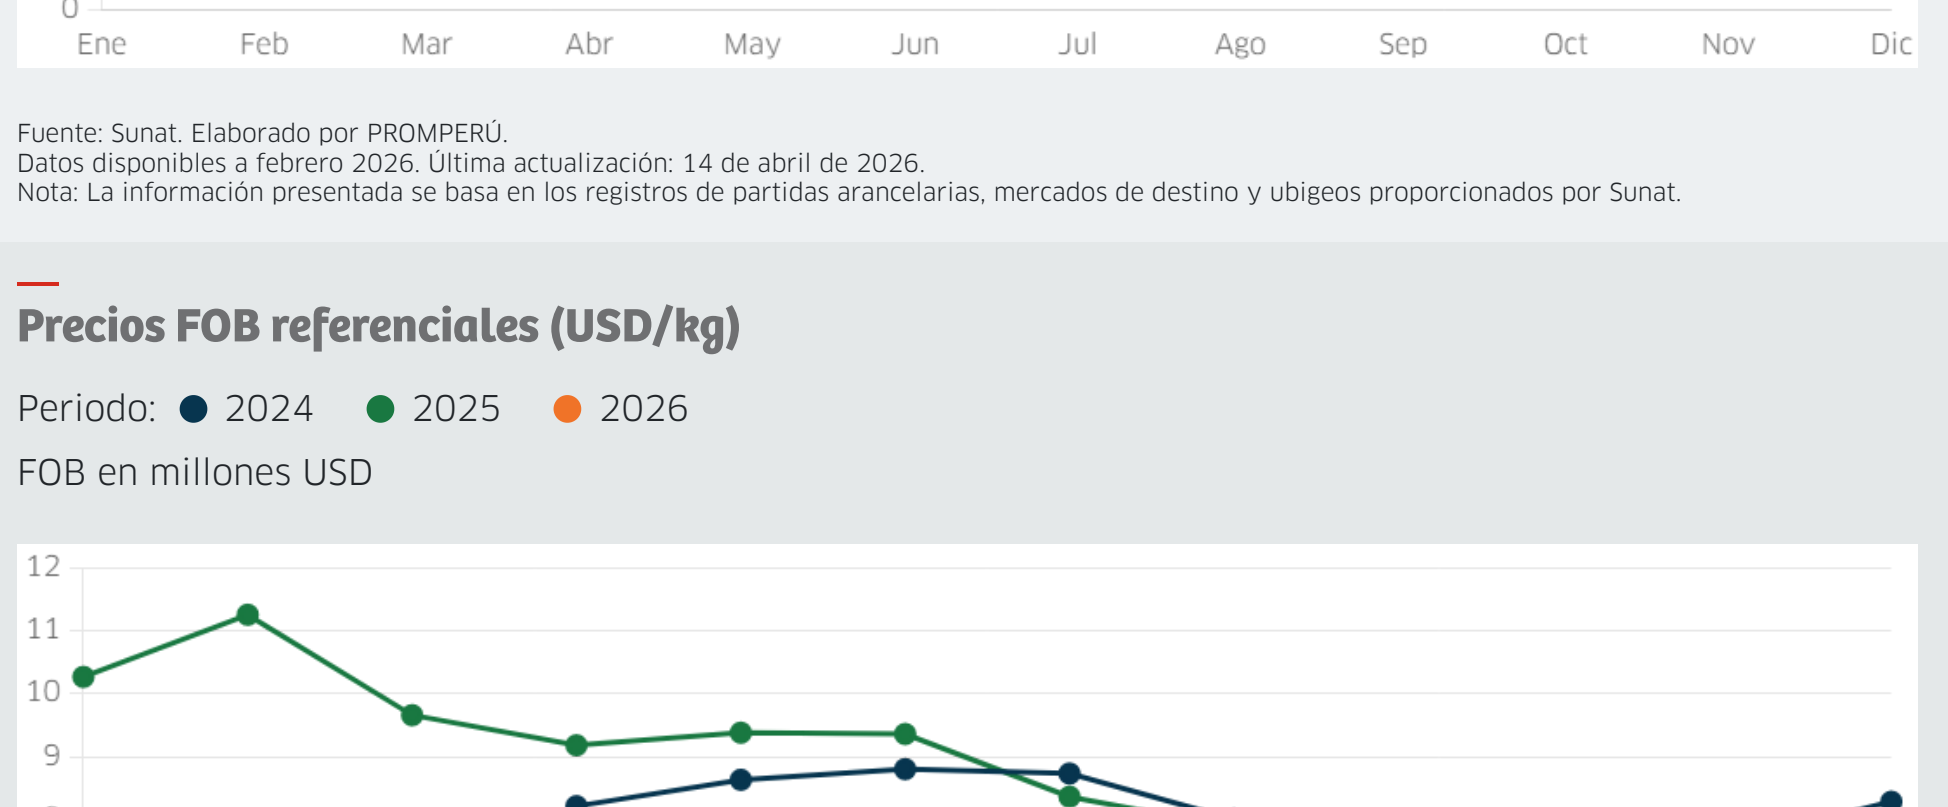 0
Ene Feb Mar Abr May Jun Jul Ago Sep Oct Nov Dic
Fuente: Sunat. Elaborado por PROMPERÚ.
Datos disponibles a febrero 2026. Última actualización: 14 de abril de 2026.
Nota: La información presentada se basa en los registros de partidas arancelarias, mercados de destino y ubigeos proporcionados por Sunat.
Precios FOB referenciales (USD/kg)
Periodo: 2024 2025 2026
FOB en millones USD
12
11
10
9